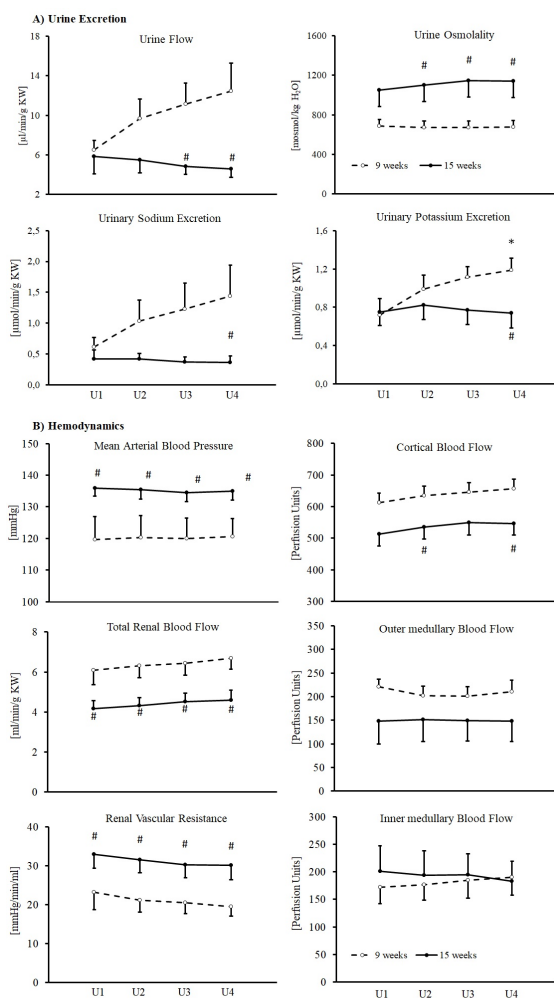 A) Urine Excretion
Urine Flow
[µl/min/g KW]
18
14
10
6
2
#
#
Urine Osmolality
[mosmol/kg H₂O]
1600
1200
800
400
0
#
#
#
9 weeks
15 weeks
Urinary Sodium Excretion
[µmol/min/g KW]
2,5
2,0
1,5
1,0
0,5
0,0
#
U1 U2 U3 U4
Urinary Potassium Excretion
[µmol/min/g KW]
1,6
1,2
0,8
0,4
0,0
*
#
U1 U2 U3 U4
B) Hemodynamics
Mean Arterial Blood Pressure
[mmHg]
150
140
130
120
110
100
# # # #
Cortical Blood Flow
[Perfusion Units]
800
700
600
500
400
300
# #
Total Renal Blood Flow
[ml/min/g KW]
8
6
4
2
0
# # # #
Outer medullary Blood Flow
[Perfusion Units]
350
300
250
200
150
100
50
0
Renal Vascular Resistance
[mmHg/min/ml]
40
30
20
10
0
# # # #
U1 U2 U3 U4
Inner medullary Blood Flow
[Perfusion Units]
300
200
150
100
50
0
9 weeks
15 weeks
U1 U2 U3 U4